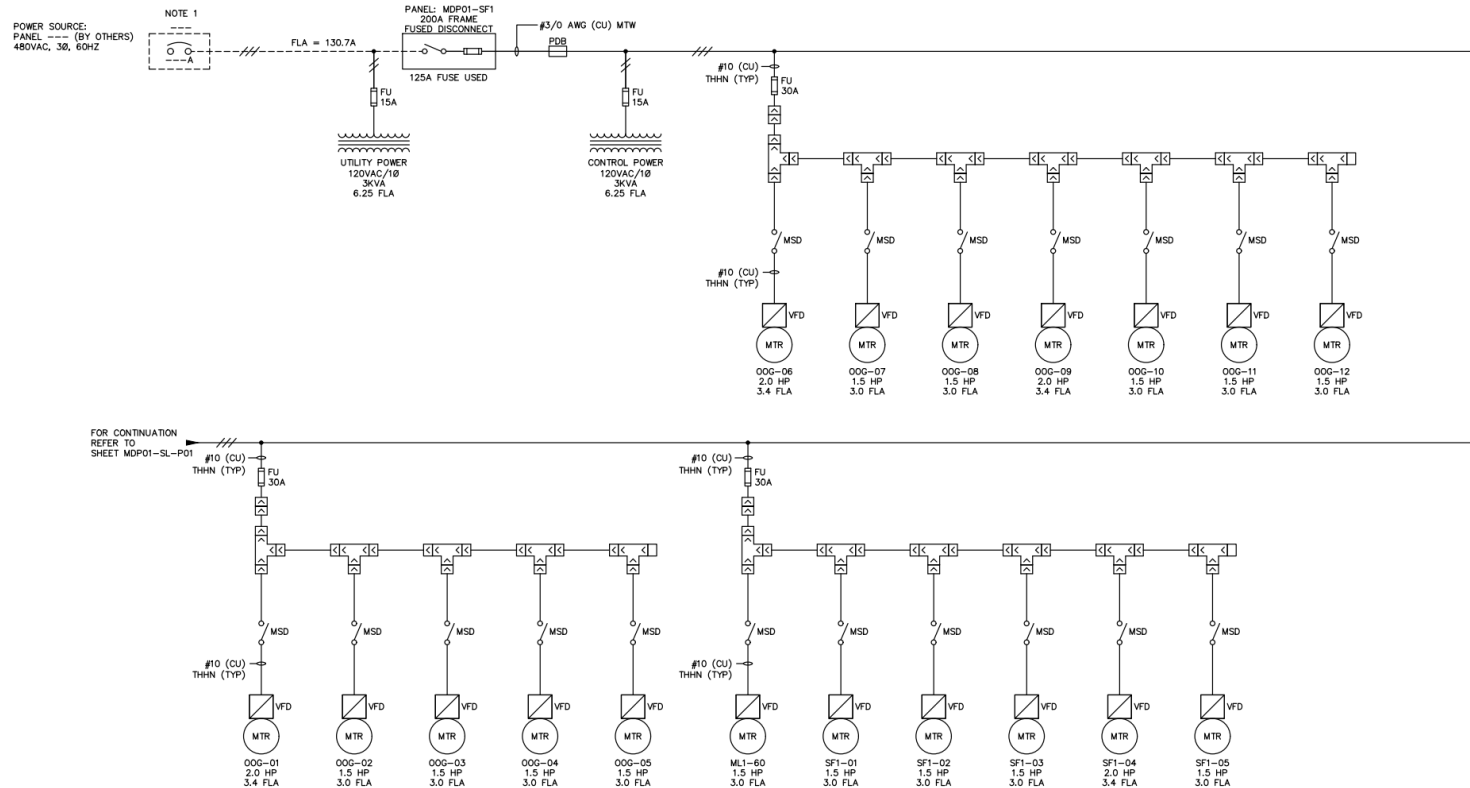 NOTE 1
----
POWER SOURCE:
PANEL --- (BY OTHERS)
480VAC, 3Ø, 60HZ
---A
FLA = 130.7A
PANEL: MDP01-SF1
200A FRAME
FUSED DISCONNECT
125A FUSE USED
#3/0 AWG (CU) MTW
PDB
FU
15A
UTILITY POWER
120VAC/1Ø
3KVA
6.25 FLA
FU
15A
CONTROL POWER
120VAC/1Ø
3KVA
6.25 FLA
#10 (CU)
THHN (TYP)
FU
30A
MSD
MSD
MSD
MSD
MSD
MSD
MSD
#10 (CU)
THHN (TYP)
VFD
VFD
VFD
VFD
VFD
VFD
VFD
MTR
MTR
MTR
MTR
MTR
MTR
MTR
OOG-06
2.0 HP
3.4 FLA
OOG-07
1.5 HP
3.0 FLA
OOG-08
1.5 HP
3.0 FLA
OOG-09
2.0 HP
3.4 FLA
OOG-10
1.5 HP
3.0 FLA
OOG-11
1.5 HP
3.0 FLA
OOG-12
1.5 HP
3.0 FLA
FOR CONTINUATION
REFER TO
SHEET MDP01-SL-P01
#10 (CU)
THHN (TYP)
FU
30A
#10 (CU)
THHN (TYP)
FU
30A
MSD
MSD
MSD
MSD
MSD
MSD
MSD
MSD
MSD
MSD
MSD
#10 (CU)
THHN (TYP)
#10 (CU)
THHN (TYP)
VFD
VFD
VFD
VFD
VFD
VFD
VFD
VFD
VFD
VFD
VFD
MTR
MTR
MTR
MTR
MTR
MTR
MTR
MTR
MTR
MTR
MTR
OOG-01
2.0 HP
3.4 FLA
OOG-02
1.5 HP
3.0 FLA
OOG-03
1.5 HP
3.0 FLA
OOG-04
1.5 HP
3.0 FLA
OOG-05
1.5 HP
3.0 FLA
ML1-60
1.5 HP
3.0 FLA
SF1-01
1.5 HP
3.0 FLA
SF1-02
1.5 HP
3.0 FLA
SF1-03
1.5 HP
3.0 FLA
SF1-04
2.0 HP
3.4 FLA
SF1-05
1.5 HP
3.0 FLA